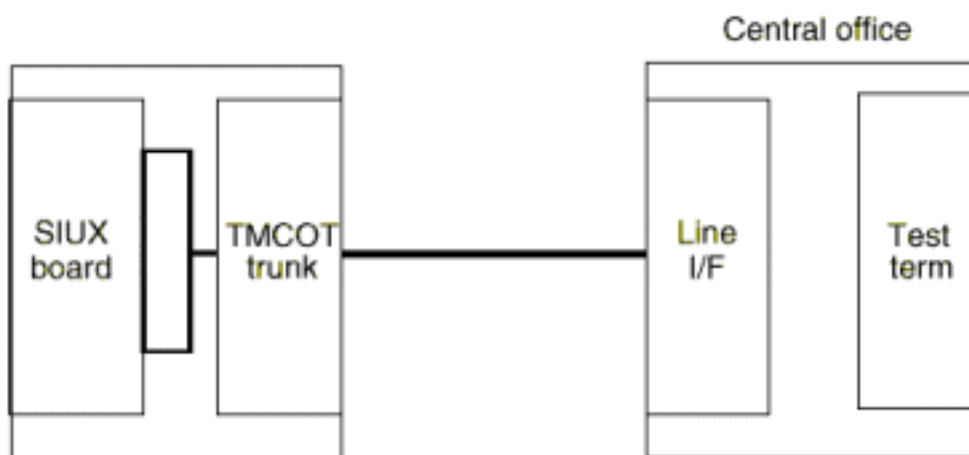 Central office
SIUX
board
TMCOT
trunk
Line
I/F
Test
term